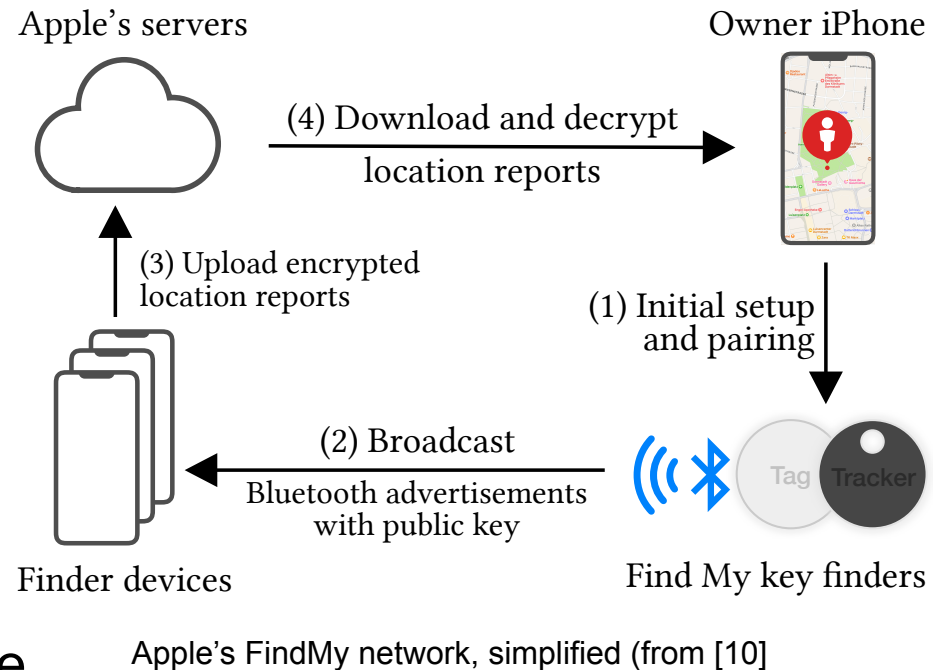 Apple's servers
Owner iPhone
(4) Download and decrypt
location reports
(3) Upload encrypted
location reports
(1) Initial setup
and pairing
(2) Broadcast
Bluetooth advertisements
with public key
Tag
Tracker
Finder devices
Find My key finders
e
Apple's FindMy network, simplified (from [10]